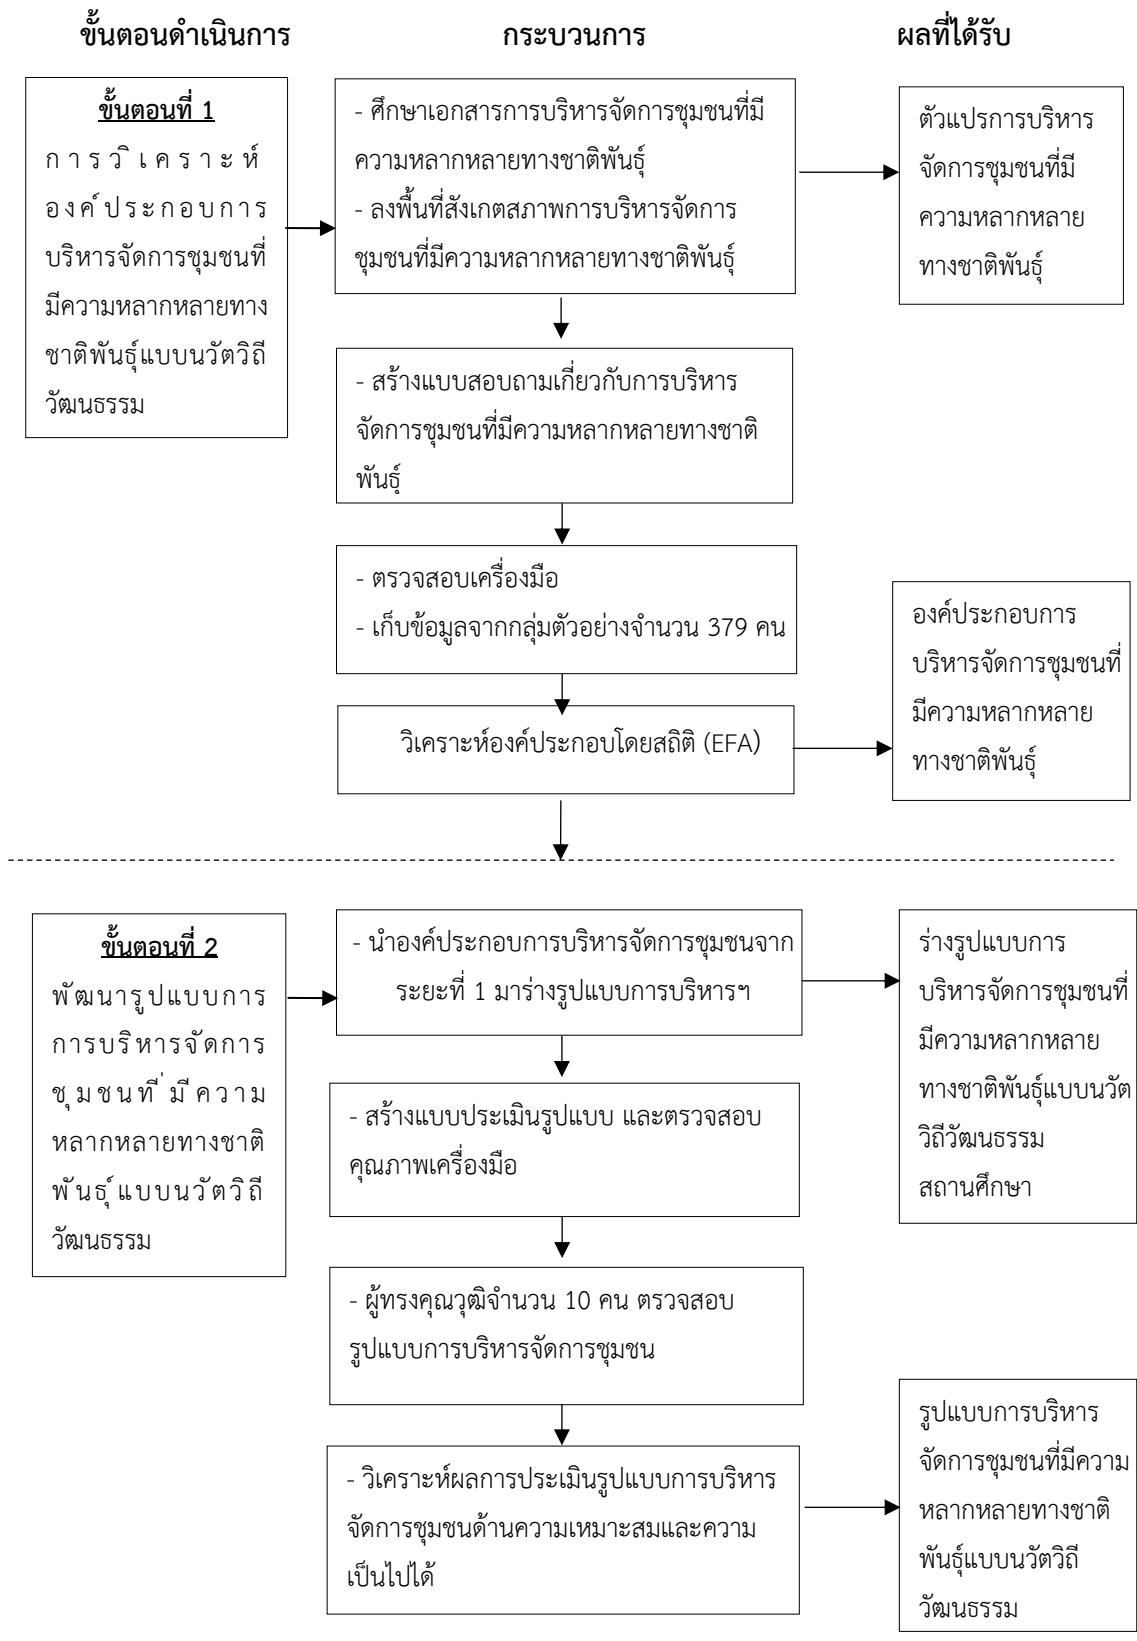 ขั้นตอนดำเนินการ
กระบวนการ
ผลที่ได้รับ
ขั้นตอนที่ 1
การวิเคราะห์
องค์ประกอบการ
บริหารจัดการชุมชนที่
มีความหลากหลายทาง
ชาติพันธุ์แบบนวัตวิถี
วัฒนธรรม
- ศึกษาเอกสารการบริหารจัดการชุมชนที่มี
ความหลากหลายทางชาติพันธุ์
- ลงพื้นที่สังเกตสภาพการบริหารจัดการ
ชุมชนที่มีความหลากหลายทางชาติพันธุ์
ตัวแปรการบริหาร
จัดการชุมชนที่มี
ความหลากหลาย
ทางชาติพันธุ์
- สร้างแบบสอบถามเกี่ยวกับการบริหาร
จัดการชุมชนที่มีความหลากหลายทางชาติ
พันธุ์
- ตรวจสอบเครื่องมือ
- เก็บข้อมูลจากกลุ่มตัวอย่างจำนวน 379 คน
วิเคราะห์องค์ประกอบโดยสถิติ (EFA)
องค์ประกอบการ
บริหารจัดการชุมชนที่
มีความหลากหลาย
ทางชาติพันธุ์
ขั้นตอนที่ 2
พัฒนารูปแบบการ
การบริหารจัดการ
ชุมชนที่มีความ
หลากหลายทางชาติ
พันธุ์แบบนวัตวิถี
วัฒนธรรม
- นำองค์ประกอบการบริหารจัดการชุมชนจาก
ระยะที่ 1 มาร่างรูปแบบการบริหารฯ
ร่างรูปแบบการ
บริหารจัดการชุมชนที่
มีความหลากหลาย
ทางชาติพันธุ์แบบนวัต
วิถีวัฒนธรรม
สถานศึกษา
- สร้างแบบประเมินรูปแบบ และตรวจสอบ
คุณภาพเครื่องมือ
- ผู้ทรงคุณวุฒิจำนวน 10 คน ตรวจสอบ
รูปแบบการบริหารจัดการชุมชน
- วิเคราะห์ผลการประเมินรูปแบบการบริหาร
จัดการชุมชนด้านความเหมาะสมและความ
เป็นไปได้
รูปแบบการบริหาร
จัดการชุมชนที่มีความ
หลากหลายทางชาติ
พันธุ์แบบนวัตวิถี
วัฒนธรรม